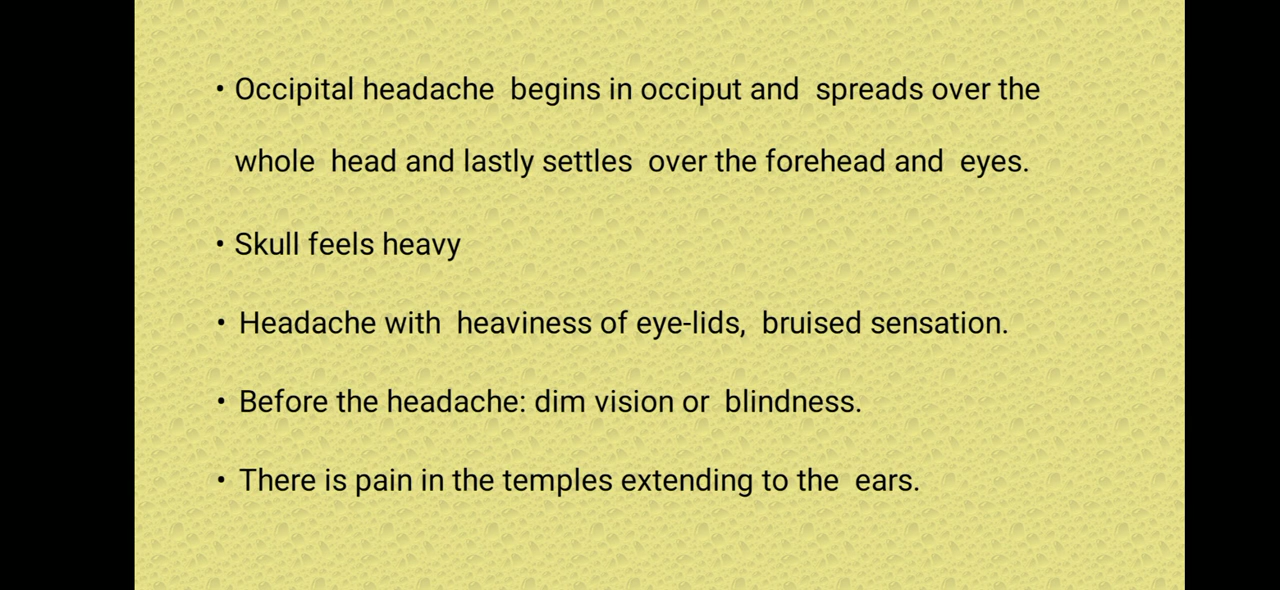 • Occipital headache  begins in occiput and  spreads over the
whole  head and lastly settles  over the forehead and  eyes.
• Skull feels heavy
• Headache with  heaviness of eye-lids,  bruised sensation.
• Before the headache: dim vision or  blindness.
• There is pain in the temples extending to the  ears.